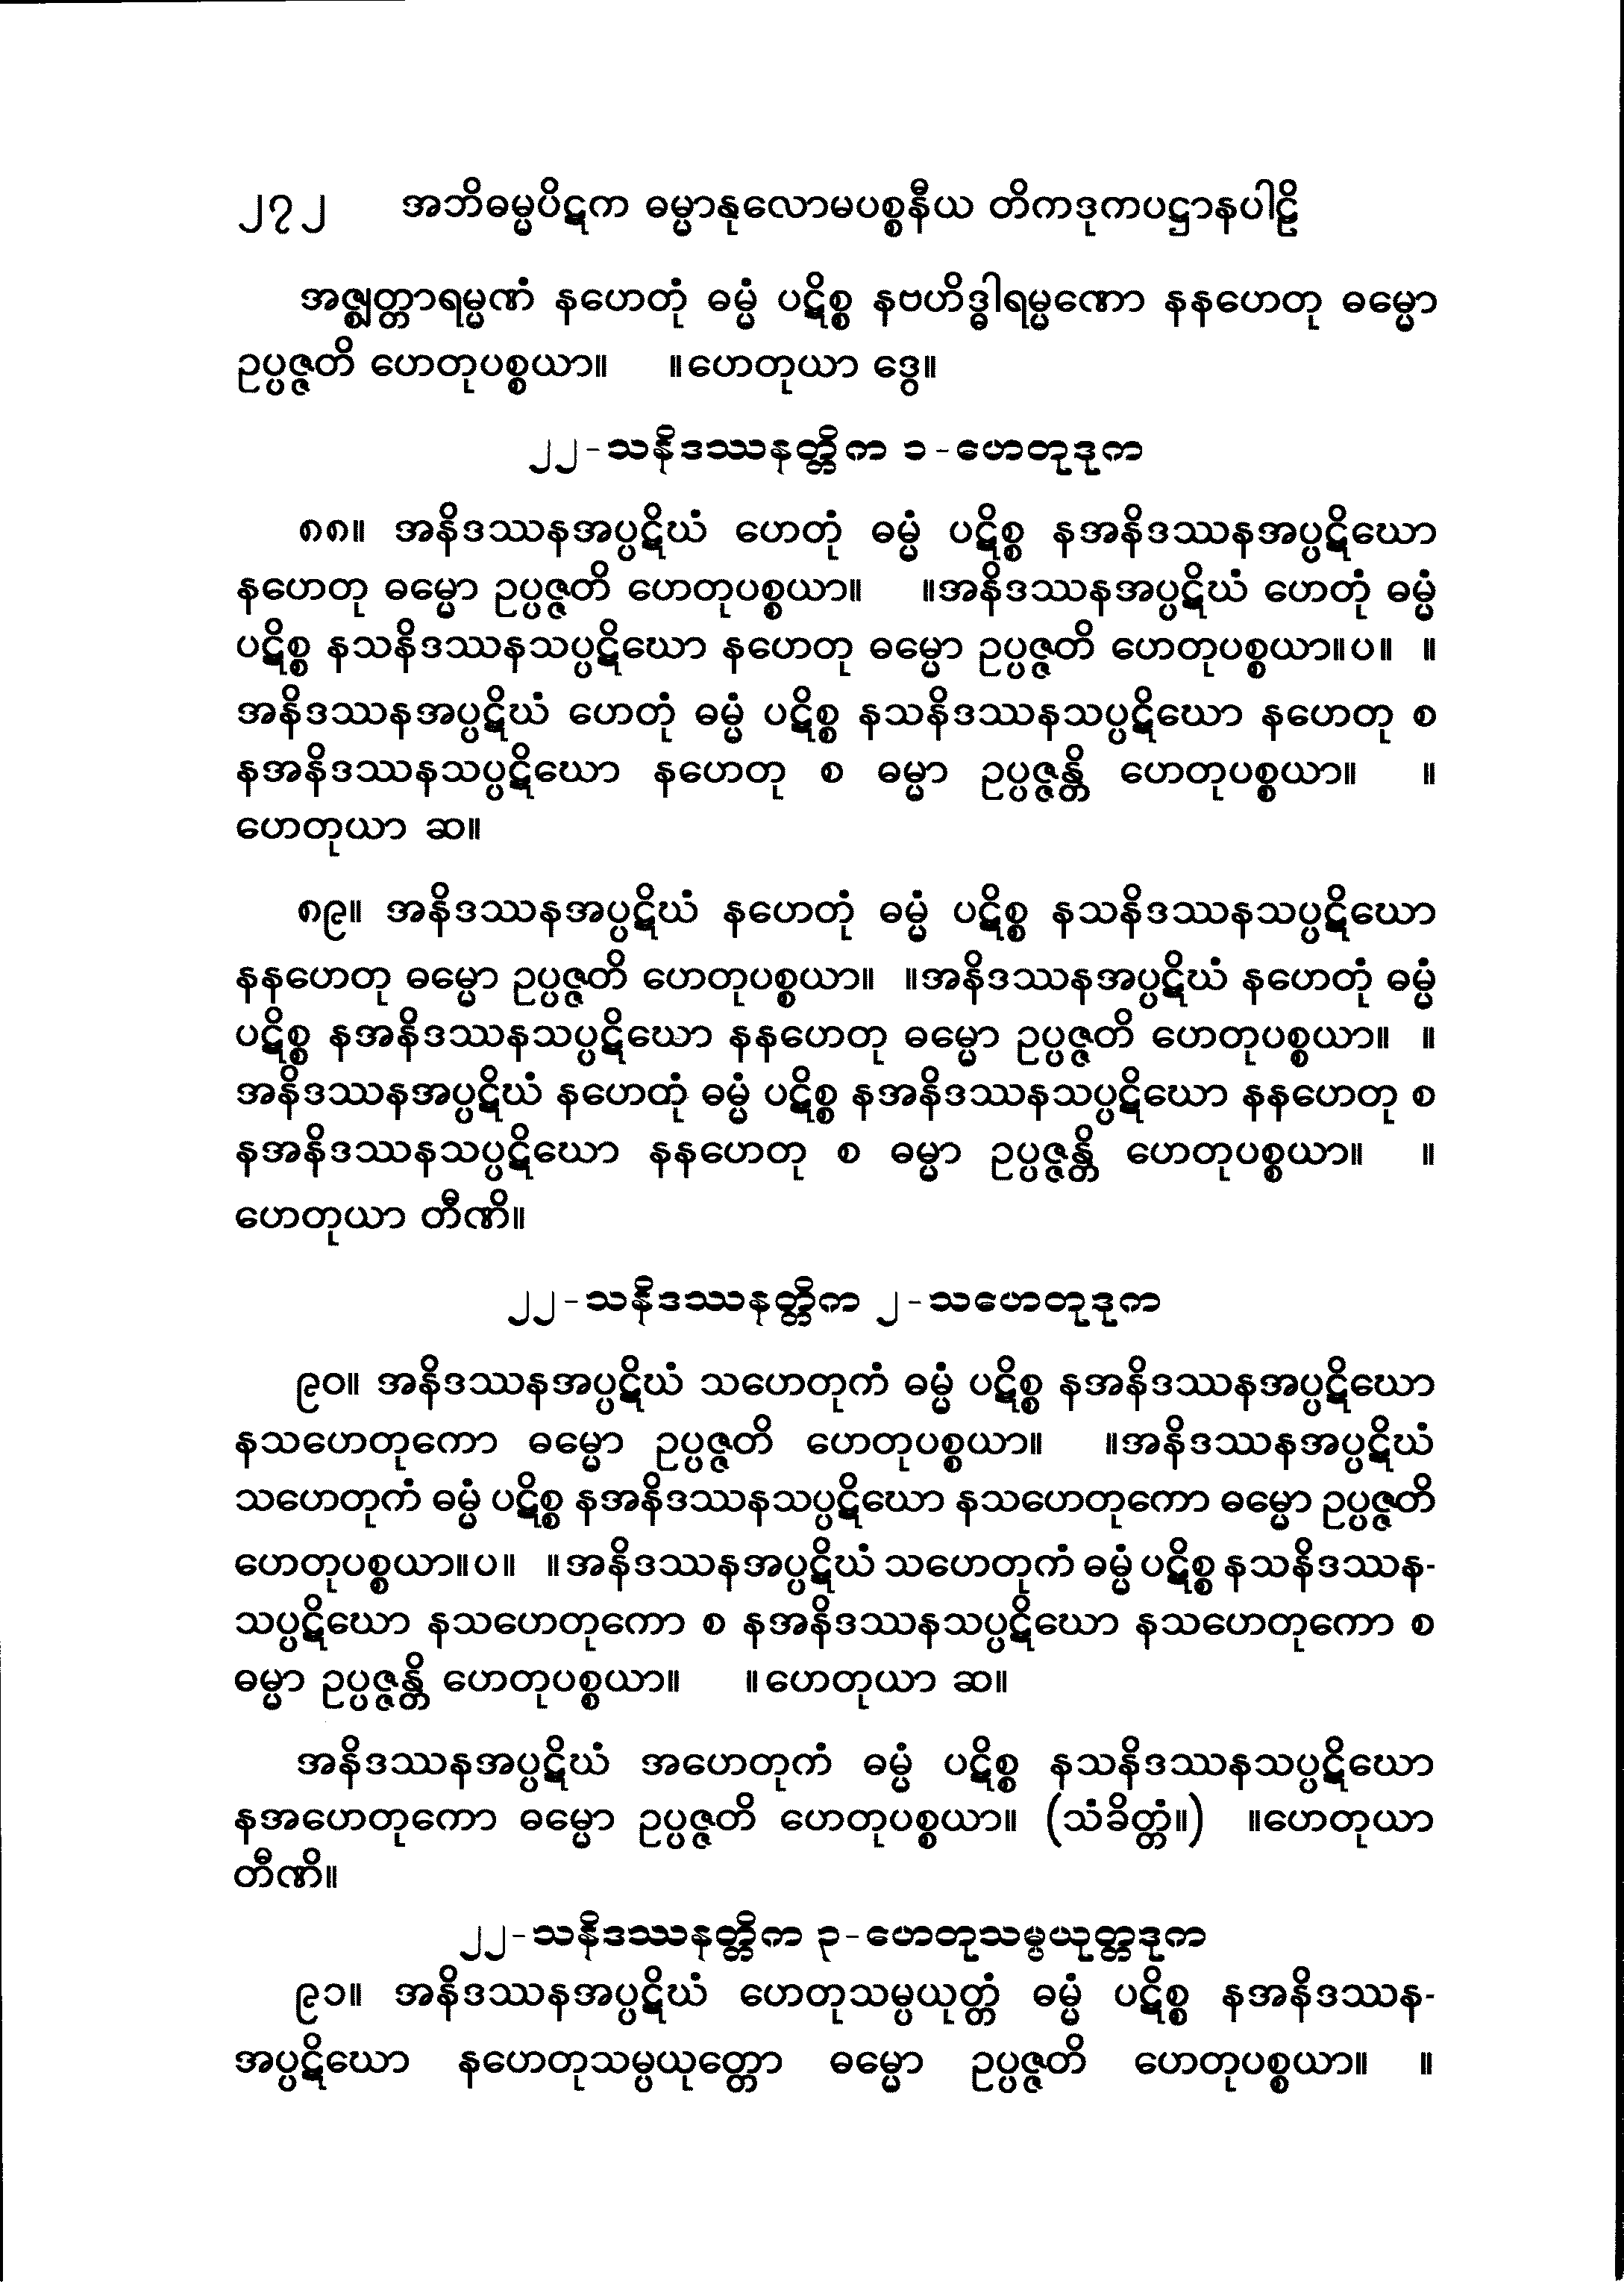 ၂၇၂ အဘိဓမ္မပိဋက ဓမ္မာနုလောမပစ္စနီယ တိကဒုကပဋ္ဌာနပါဠိ
အဇ္ဈတ္တာရမ္မဏံ နဟေတုံ ဓမ္မံ ပဋိစ္စ နဗဟိဒ္ဓါရမ္မဏော နနဟေတု ဓမ္မော
ဥပ္ပဇ္ဇတိ ဟေတုပစ္စယာ။ ။ဟေတုယာ ဒွေ။
၂၂-သနိဒဿနတ္တိက ၁-ဟေတုဒုက
၈၈။ အနိဒဿနအပ္ပဋိဃံ ဟေတုံ ဓမ္မံ ပဋိစ္စ နအနိဒဿနအပ္ပဋိဃော
နဟေတု ဓမ္မော ဥပ္ပဇ္ဇတိ ဟေတုပစ္စယာ။ ။အနိဒဿနအပ္ပဋိဃံ ဟေတုံ ဓမ္မံ
ပဋိစ္စ နသနိဒဿနသပ္ပဋိဃော နဟေတု ဓမ္မော ဥပ္ပဇ္ဇတိ ဟေတုပစ္စယာ။ပ။ ။
အနိဒဿနအပ္ပဋိဃံ ဟေတုံ ဓမ္မံ ပဋိစ္စ နသနိဒဿနသပ္ပဋိဃော နဟေတု စ
နအနိဒဿနသပ္ပဋိဃော နဟေတု စ ဓမ္မာ ဥပ္ပဇ္ဇန္တိ ဟေတုပစ္စယာ။ ။
ဟေတုယာ ဆ။
၈၉။ အနိဒဿနအပ္ပဋိဃံ နဟေတုံ ဓမ္မံ ပဋိစ္စ နသနိဒဿနသပ္ပဋိဃော
နနဟေတု ဓမ္မော ဥပ္ပဇ္ဇတိ ဟေတုပစ္စယာ။ ။အနိဒဿနအပ္ပဋိဃံ နဟေတုံ ဓမ္မံ
ပဋိစ္စ နအနိဒဿနသပ္ပဋိဃော နနဟေတု ဓမ္မော ဥပ္ပဇ္ဇတိ ဟေတုပစ္စယာ။ ။
အနိဒဿနအပ္ပဋိဃံ နဟေတုံ ဓမ္မံ ပဋိစ္စ နအနိဒဿနသပ္ပဋိဃော နနဟေတု စ
နအနိဒဿနသပ္ပဋိဃော နနဟေတု စ ဓမ္မာ ဥပ္ပဇ္ဇန္တိ ဟေတုပစ္စယာ။ ။
ဟေတုယာ တီဏိ။
၂၂-သနိဒဿနတ္တိက ၂-သဟေတုဒုက
၉၀။ အနိဒဿနအပ္ပဋိဃံ သဟေတုကံ ဓမ္မံ ပဋိစ္စ နအနိဒဿနအပ္ပဋိဃော
နသဟေတုကော ဓမ္မော ဥပ္ပဇ္ဇတိ ဟေတုပစ္စယာ။ ။အနိဒဿနအပ္ပဋိဃံ
သဟေတုကံ ဓမ္မံ ပဋိစ္စ နအနိဒဿနသပ္ပဋိဃော နသဟေတုကော ဓမ္မော ဥပ္ပဇ္ဇတိ
ဟေတုပစ္စယာ။ပ။ ။အနိဒဿနအပ္ပဋိဃံ သဟေတုကံ ဓမ္မံ ပဋိစ္စ နသနိဒဿန-
သပ္ပဋိဃော နသဟေတုကော စ နအနိဒဿနသပ္ပဋိဃော နသဟေတုကော စ
ဓမ္မာ ဥပ္ပဇ္ဇန္တိ ဟေတုပစ္စယာ။ ။ဟေတုယာ ဆ။
အနိဒဿနအပ္ပဋိဃံ အဟေတုကံ ဓမ္မံ ပဋိစ္စ နသနိဒဿနသပ္ပဋိဃော
နအဟေတုကော ဓမ္မော ဥပ္ပဇ္ဇတိ ဟေတုပစ္စယာ။ (သံခိတ္တံ။) ။ဟေတုယာ
တီဏိ။
၂၂-သနိဒဿနတ္တိက ၃-ဟေတုသမ္ပယုတ္တဒုက
၉၁။ အနိဒဿနအပ္ပဋိဃံ ဟေတုသမ္ပယုတ္တံ ဓမ္မံ ပဋိစ္စ နအနိဒဿန-
အပ္ပဋိဃော နဟေတုသမ္ပယုတ္တော ဓမ္မော ဥပ္ပဇ္ဇတိ ဟေတုပစ္စယာ။ ။